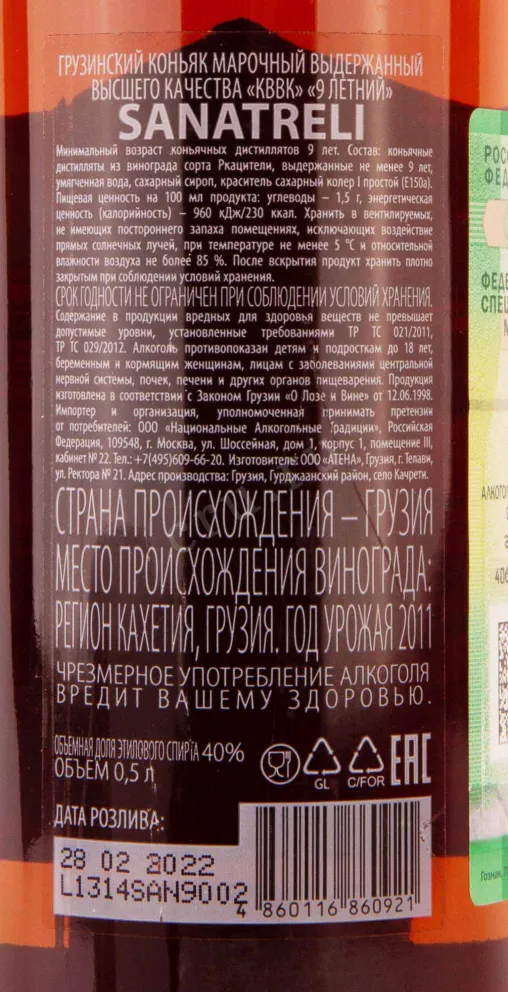 ГРУЗИНСКИЙ КОНЬЯК МАРОЧНЫЙ ВЫДЕРЖАННЫЙ
ВЫСШЕГО КАЧЕСТВА «КВВК» «9 ЛЕТНИЙ»
SANATRELI
Минимальный возраст коньячных дистиллятов 9 лет. Состав: коньячные
дистилляты из винограда сорта Ркацители, выдержанные не менее 9 лет,
умягченная вода, сахарный сироп, краситель сахарный колер I простой (Е150а).
Пищевая ценность на 100 мл продукта: углеводы – 1,5 г, энергетическая
ценность (калорийность) – 960 кДж/230 ккал. Хранить в вентилируемых,
не имеющих постороннего запаха помещениях, исключающих воздействие
прямых солнечных лучей, при температуре не менее 5 °С и относительной
влажности воздуха не более 85 %. После вскрытия продукт хранить плотно
закрытым при соблюдении условий хранения.
СРОК ГОДНОСТИ НЕ ОГРАНИЧЕН ПРИ СОБЛЮДЕНИИ УСЛОВИЙ ХРАНЕНИЯ.
Содержание в продукции вредных для здоровья веществ не превышает
допустимые уровни, установленные требованиями ТР ТС 021/2011,
ТР ТС 029/2012. Алкоголь противопоказан детям и подросткам до 18 лет,
беременным и кормящим женщинам, лицам с заболеваниями центральной
нервной системы, почек, печени и других органов пищеварения. Продукция
изготовлена в соответствии с Законом Грузии «О Лозе и Вине» от 12.06.1998.
Импортер и организация, уполномоченная принимать претензии
от потребителей: ООО «Национальные Алкогольные Традиции», Российская
Федерация, 109548, г. Москва, ул. Шоссейная, дом 1, корпус 1, помещение III,
кабинет №22. Тел.: +7(495)609-66-20. Изготовитель: ООО «АТЕНА», Грузия, г. Телави,
ул. Ректора №21. Адрес производства: Грузия, Гурджаанский район, село Качрети.
СТРАНА ПРОИСХОЖДЕНИЯ – ГРУЗИЯ
МЕСТО ПРОИСХОЖДЕНИЯ ВИНОГРАДА:
РЕГИОН КАХЕТИЯ, ГРУЗИЯ. ГОД УРОЖАЯ 2011
ЧРЕЗМЕРНОЕ УПОТРЕБЛЕНИЕ АЛКОГОЛЯ
ВРЕДИТ ВАШЕМУ ЗДОРОВЬЮ.
ОБЪЕМНАЯ ДОЛЯ ЭТИЛОВОГО СПИРТА 40%
ОБЪЕМ 0,5 л
GL
C/FOR
EAC
ДАТА РОЗЛИВА:
28 02 2022
L1314SAN9002
4 860116 860921